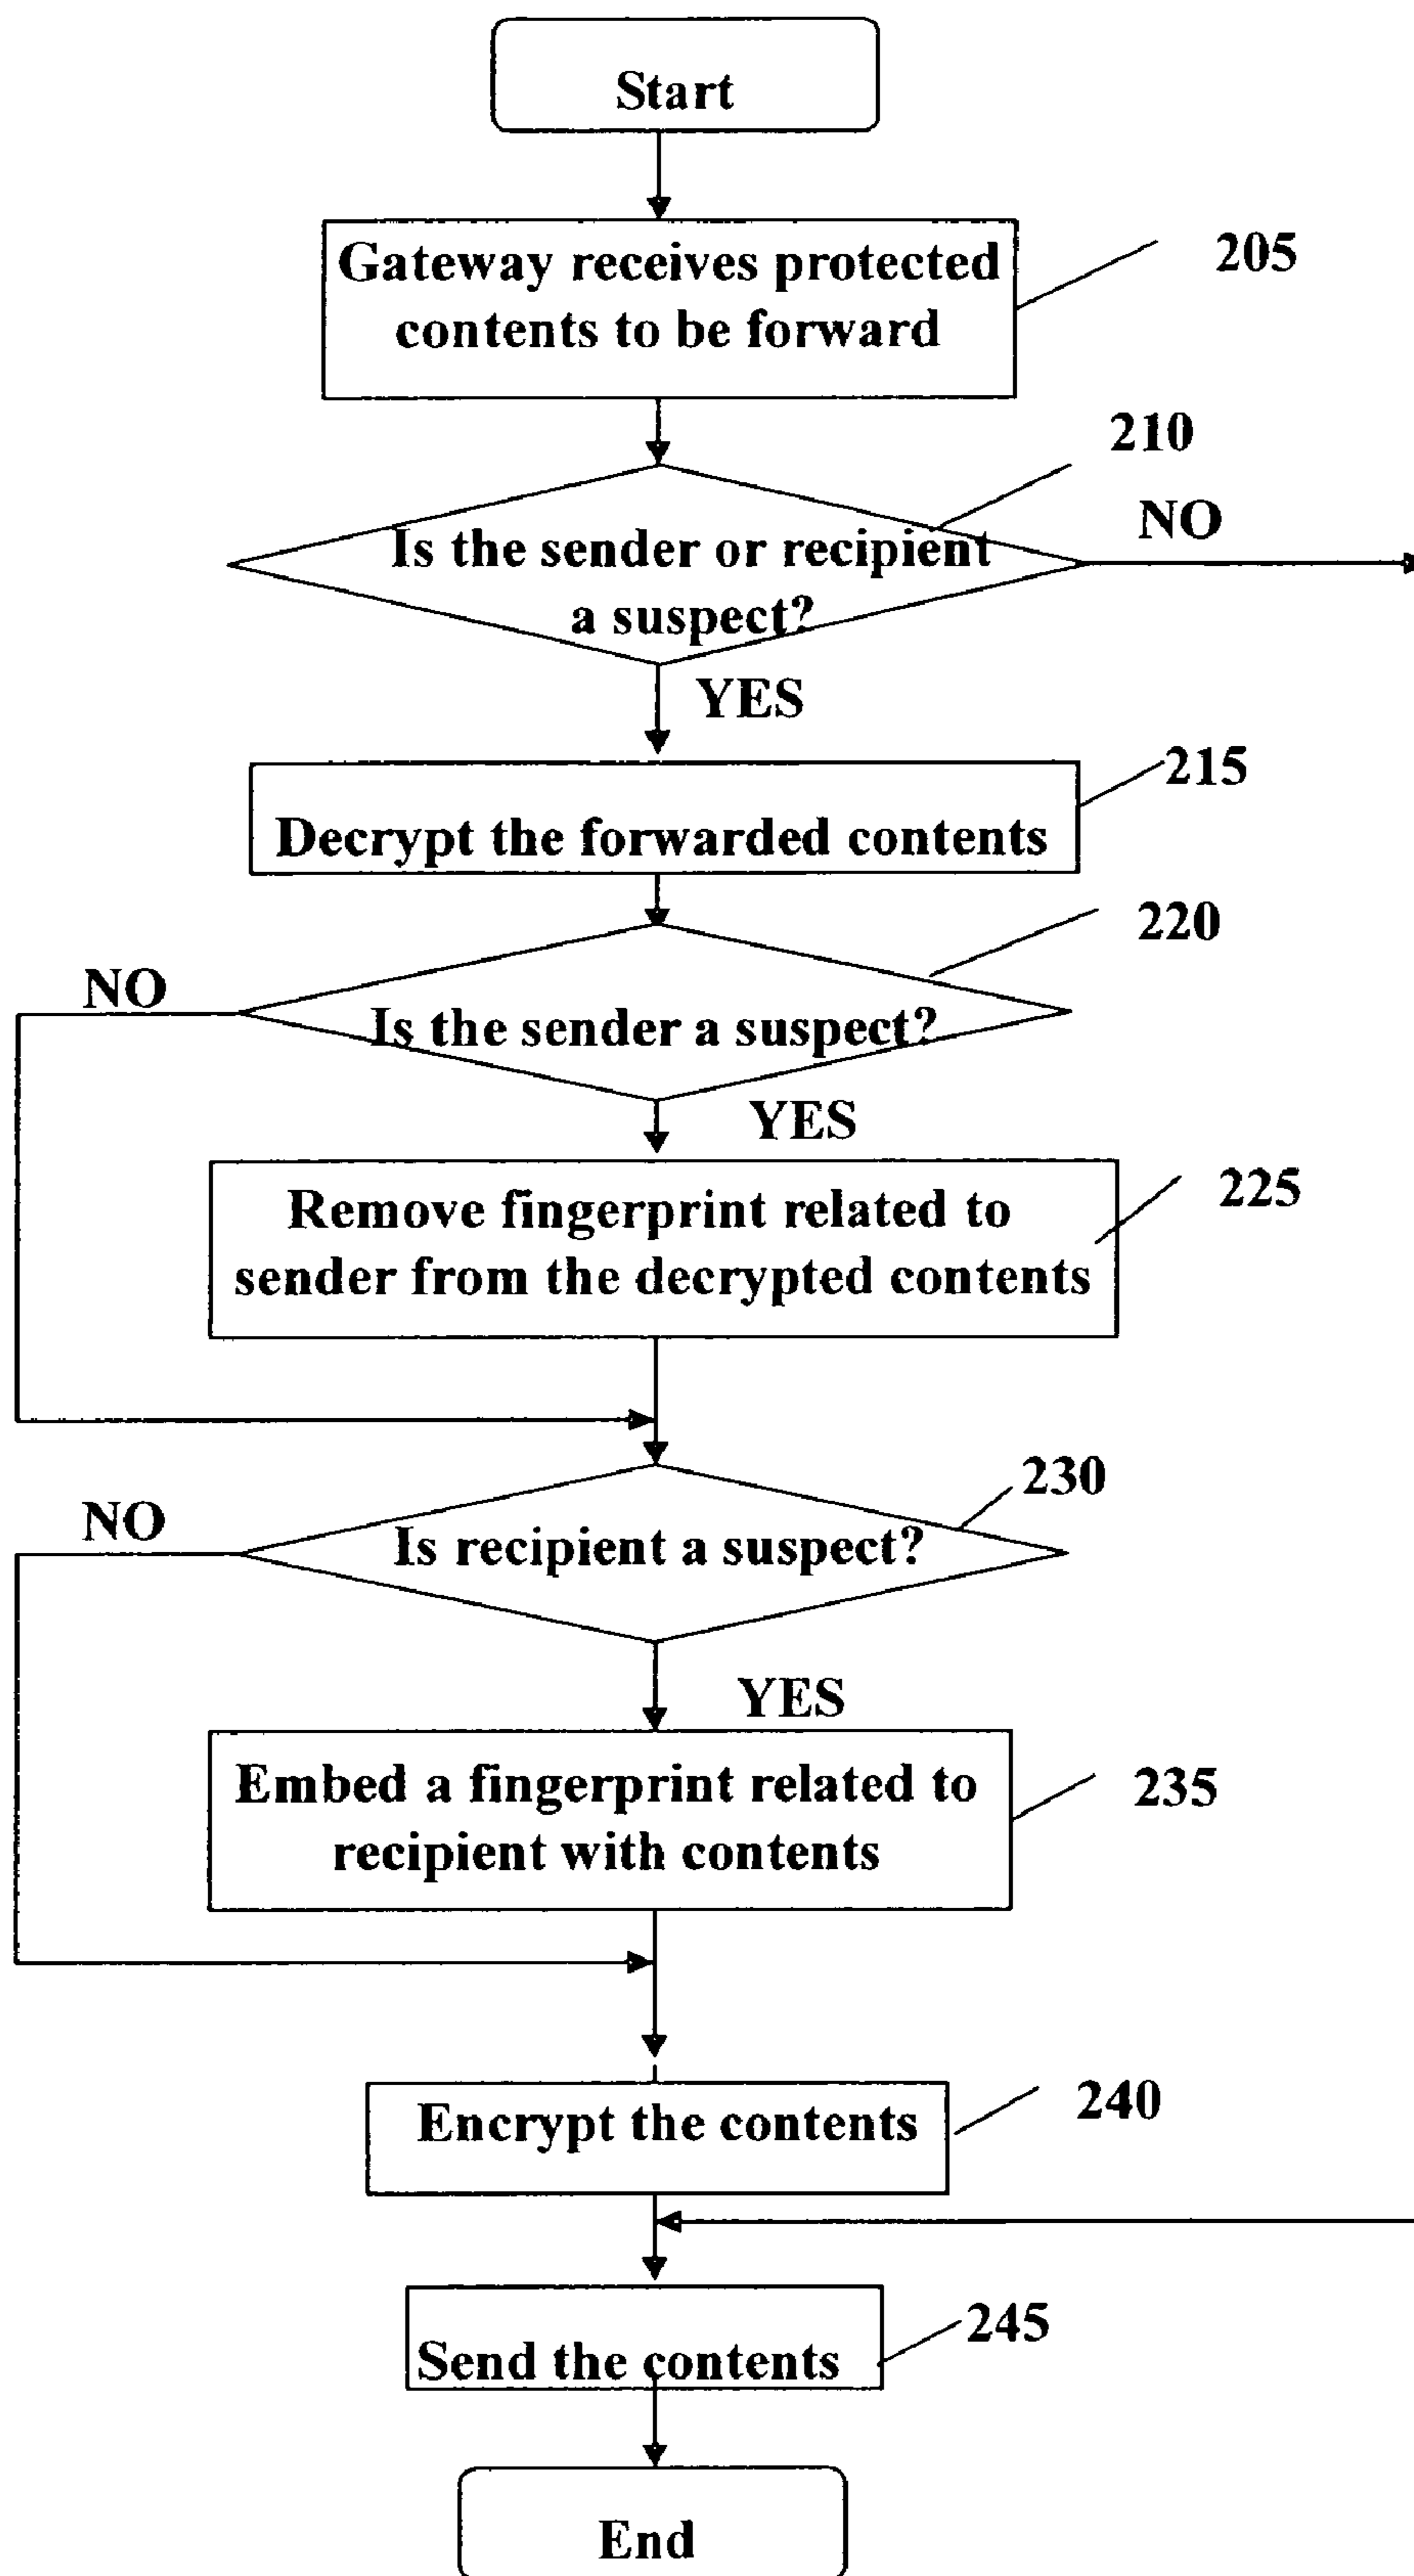 Start
Gateway receives protected
contents to be forward
205
210
Is the sender or recipient
a suspect?
NO
YES
Decrypt the forwarded contents
215
220
NO
Is the sender a suspect?
YES
Remove fingerprint related to
sender from the decrypted contents
225
230
NO
Is recipient a suspect?
YES
Embed a fingerprint related to
recipient with contents
235
Encrypt the contents
240
Send the contents
245
End